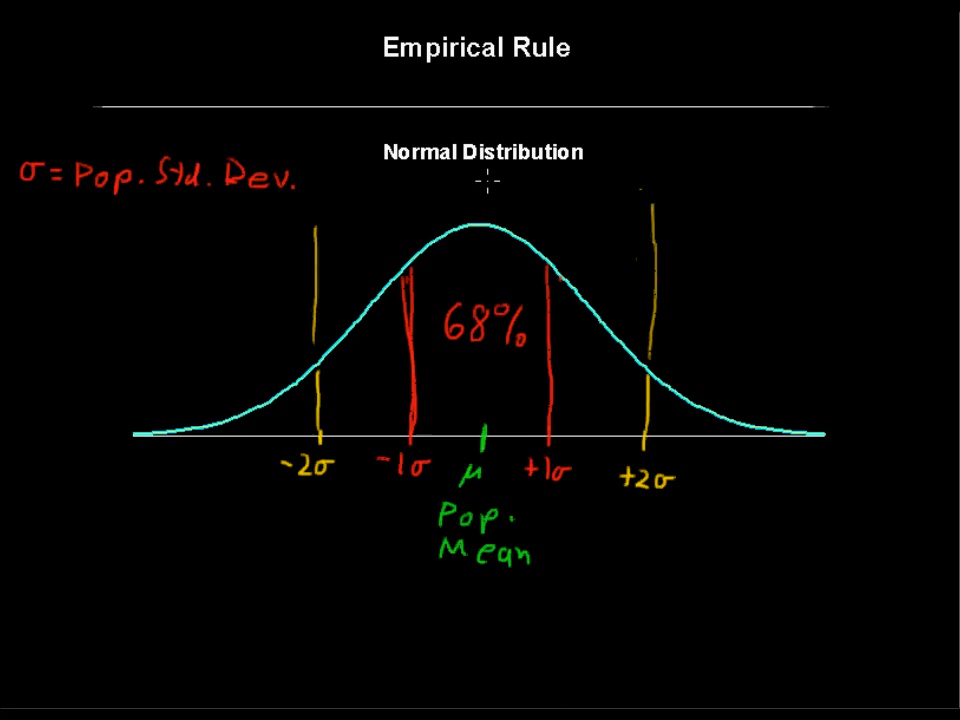 Empirical Rule
Normal Distribution
σ = Pop. Std. Dev.
68%
-2σ -1σ μ +1σ +2σ
Pop.
Mean